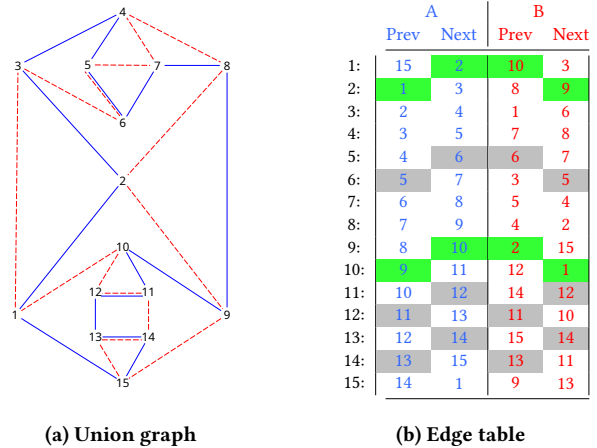 4
3 5 7 8
6
2
10
12 11
1 9
13 14
15
(a) Union graph
A B
Prev Next Prev Next
1: 15 2 10 3
2: 1 3 8 9
3: 2 4 1 6
4: 3 5 7 8
5: 4 6 6 7
6: 5 7 3 5
7: 6 8 5 4
8: 7 9 4 2
9: 8 10 2 15
10: 9 11 12 1
11: 10 12 14 12
12: 11 13 11 10
13: 12 14 15 14
14: 13 15 13 11
15: 14 1 9 13
(b) Edge table